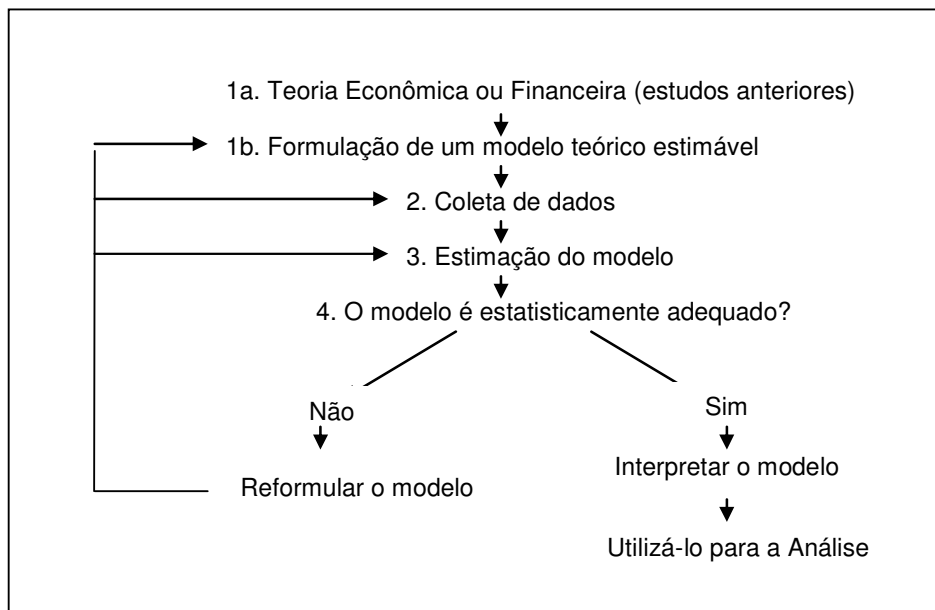 1a. Teoria Econômica ou Financeira (estudos anteriores)
1b. Formulação de um modelo teórico estimável
2. Coleta de dados
3. Estimação do modelo
4. O modelo é estatisticamente adequado?
Não
Sim
Reformular o modelo
Interpretar o modelo
Utilizá-lo para a Análise